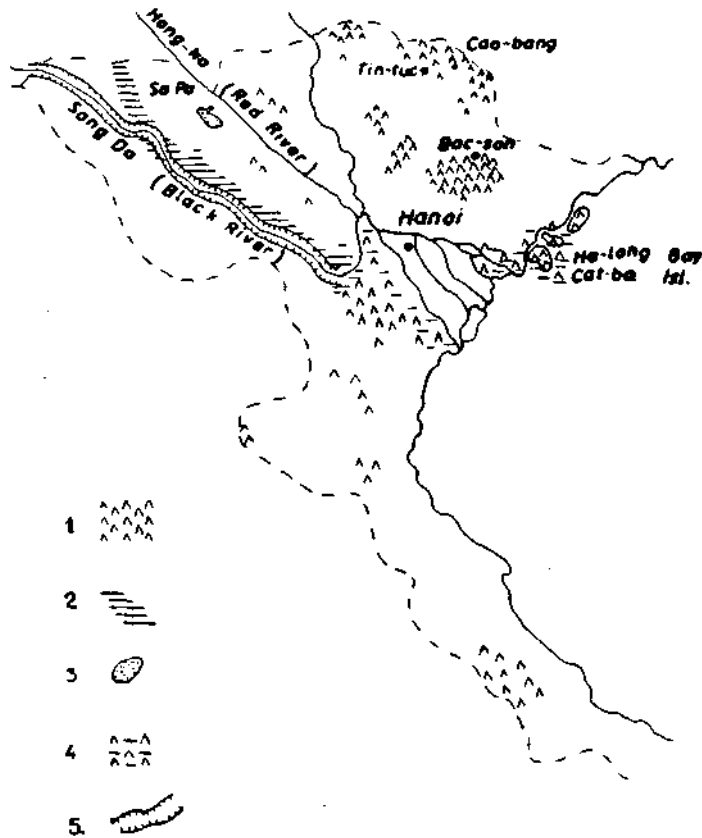 Cao-bang
Tin-tucs
Hong-ha
(Red River)
Sa Pa
Song Da
(Black River)
Bac-son
Hanoi
Ha-long Bay
Cat-ba Isl.
1
2
3
4
5.